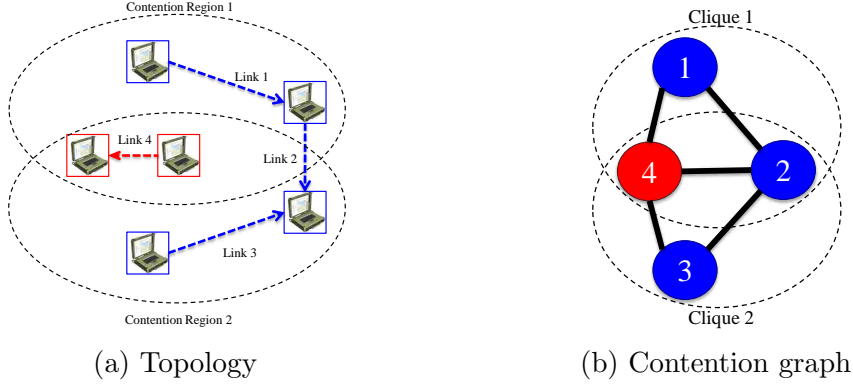 Contention Region 1
Link 1
Link 4
Link 2
Link 3
Contention Region 2
(a) Topology
Clique 1
1
4
2
3
Clique 2
(b) Contention graph